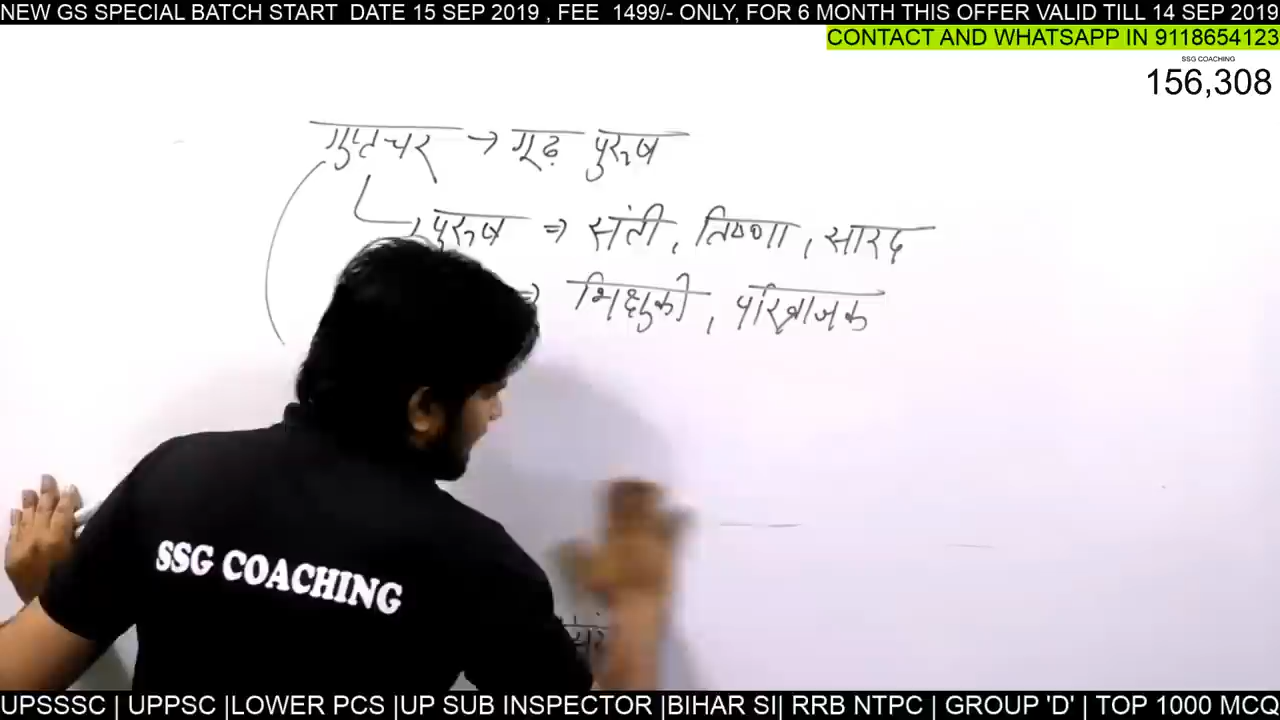 NEW GS SPECIAL BATCH START DATE 15 SEP 2019 , FEE 1499/- ONLY, FOR 6 MONTH THIS OFFER VALID TILL 14 SEP 2019
CONTACT AND WHATSAPP IN 9118654123
SSG COACHING
156,308
गुप्तचर → गूढ़ पुरुष
पुरुष ⇒ संती, तिष्णा, सारद
⇒ भिक्षुकी, परिव्राजक
SSG COACHING
UPSSSC | UPPSC |LOWER PCS |UP SUB INSPECTOR |BIHAR SI| RRB NTPC | GROUP 'D' | TOP 1000 MCQ